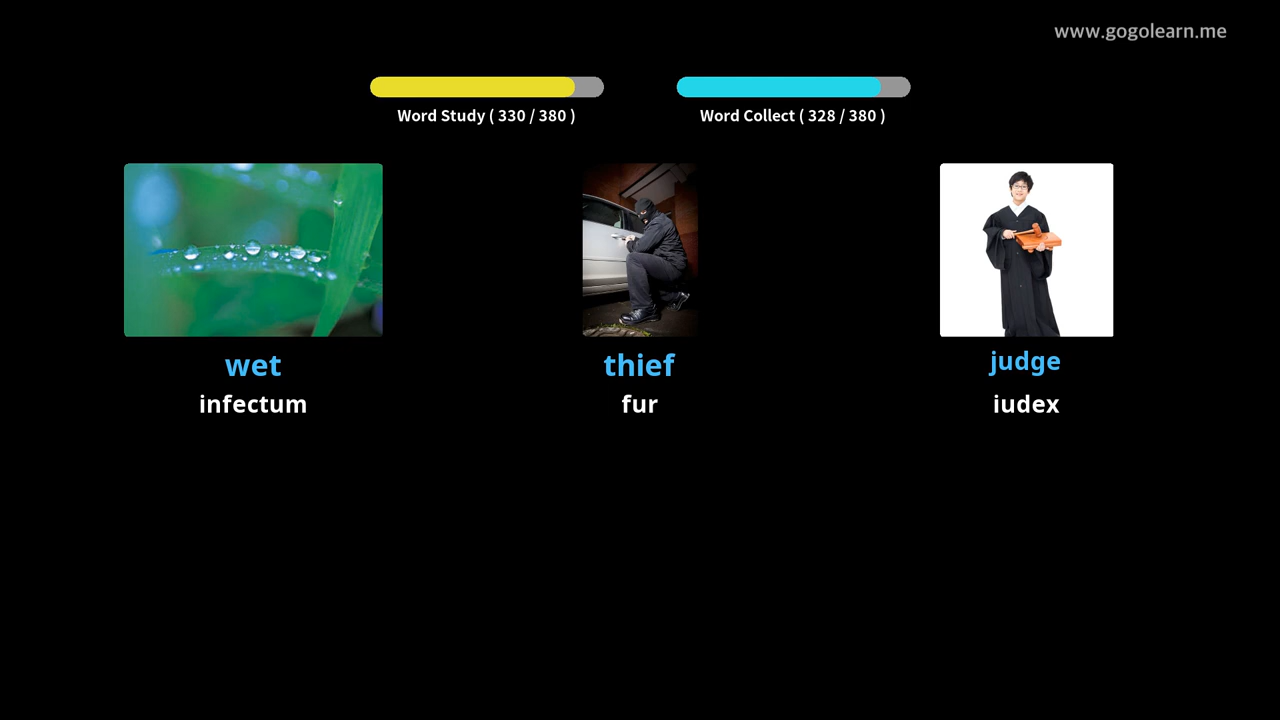 www.gogolearn.me
Word Study ( 330 / 380 )
Word Collect ( 328 / 380 )
wet
thief
judge
infectum
fur
iudex